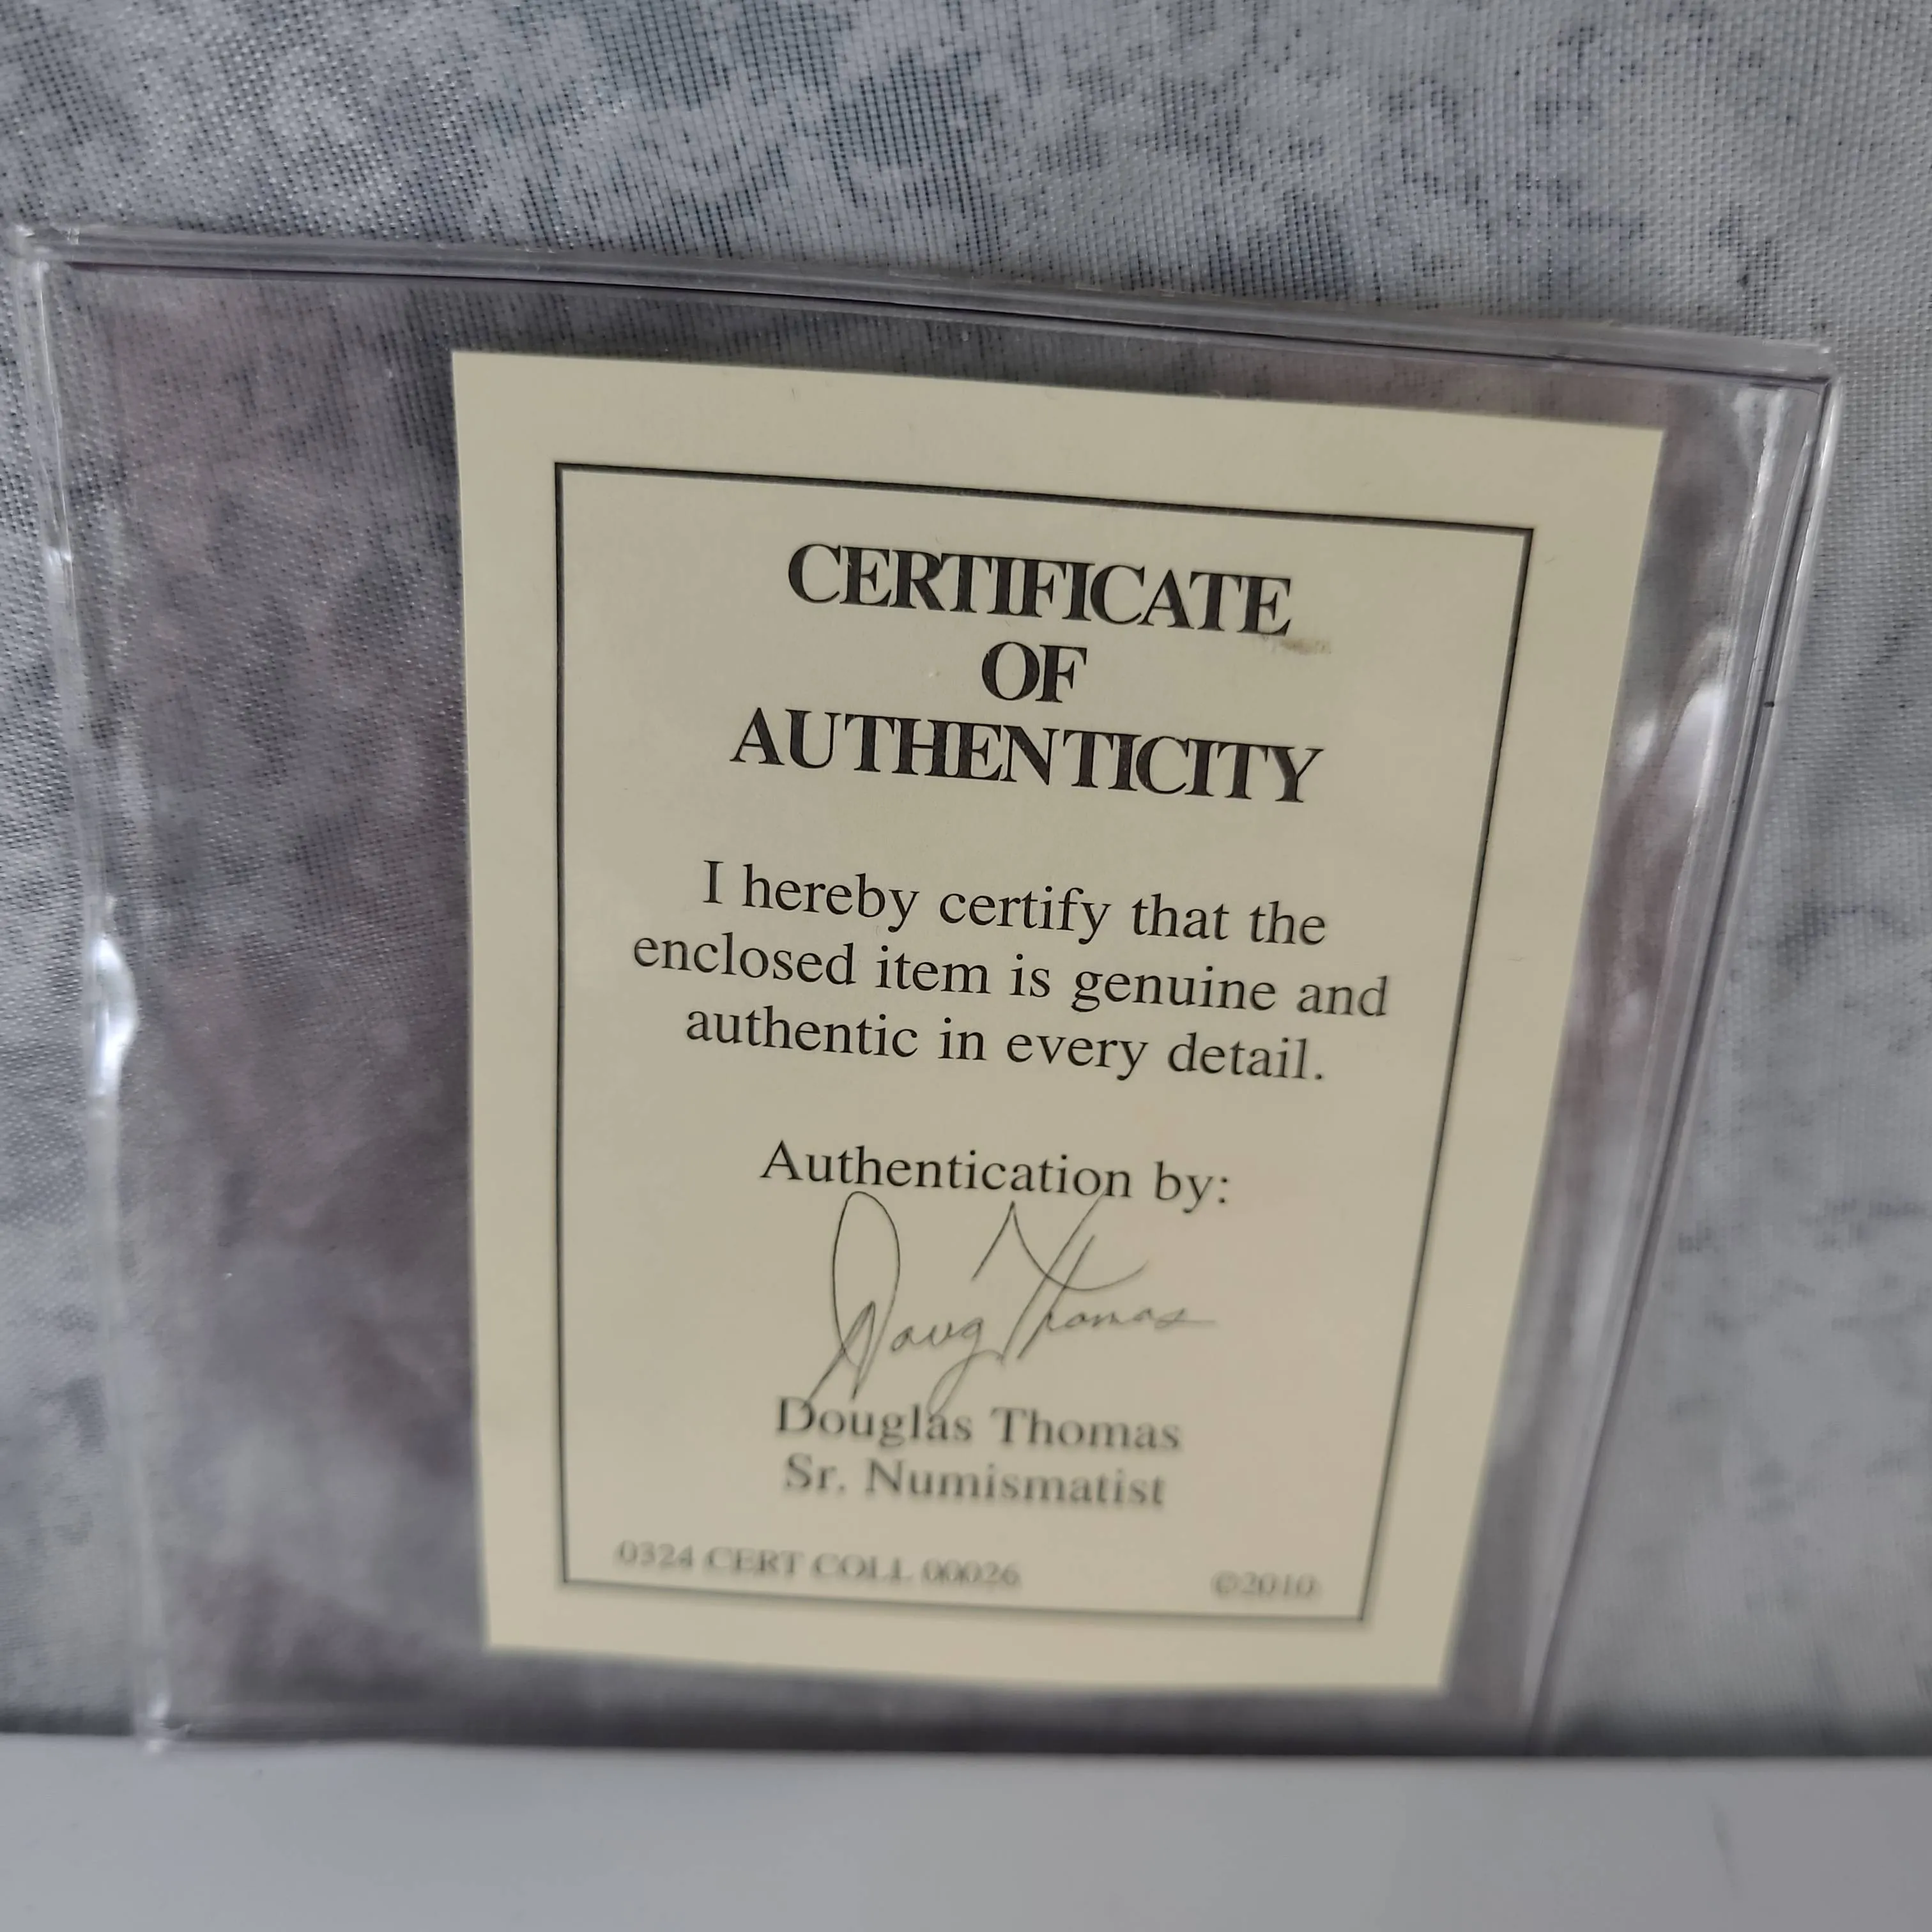 CERTIFICATE
OF
AUTHENTICITY
I hereby certify that the
enclosed item is genuine and
authentic in every detail.
Authentication by:
Doug Thomas
Douglas Thomas
Sr. Numismatist
0324 CERT COLL 00026 ©2010